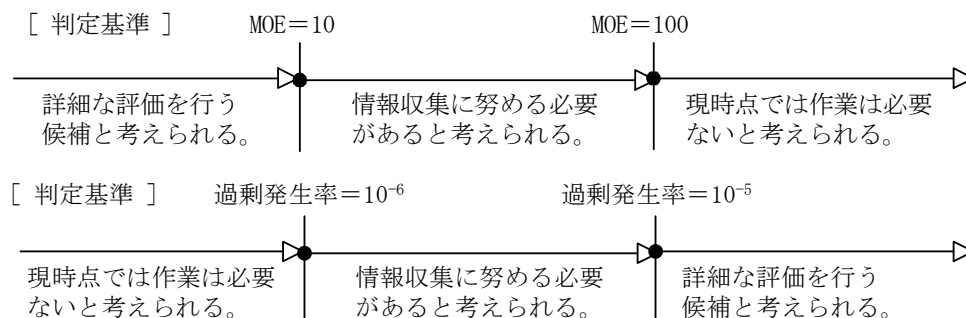 [ 判定基準 ] MOE=10 MOE=100
詳細な評価を行う 情報収集に努める必要 現時点では作業は必要
候補と考えられる。 があると考えられる。 ないと考えられる。
[ 判定基準 ] 過剰発生率＝10⁻⁶ 過剰発生率＝10⁻⁵
現時点では作業は必要 情報収集に努める必要 詳細な評価を行う
ないと考えられる。 があると考えられる。 候補と考えられる。